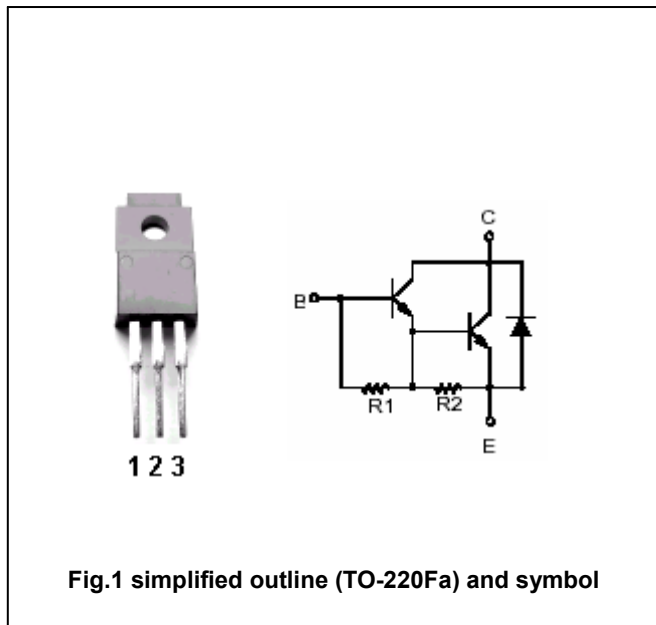 C
B
R1 R2
E
1 2 3
Fig.1 simplified outline (TO-220Fa) and symbol